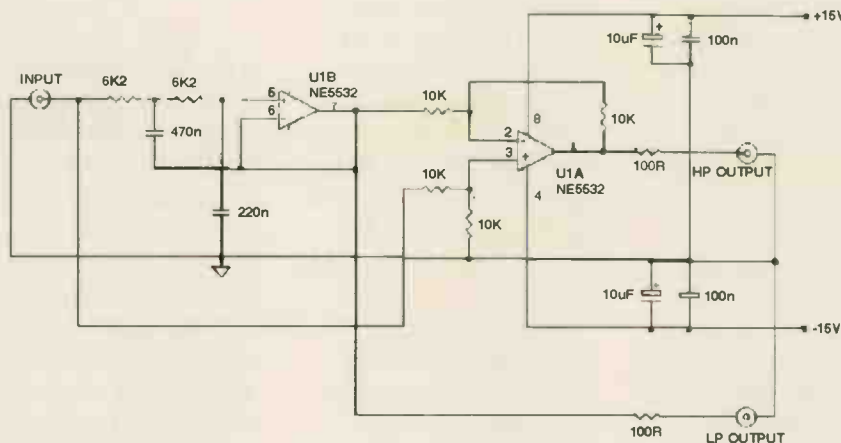 INPUT
6K2
6K2
470n
220n
U1B
NE5532
5
6
7
10K
10K
10K
10K
2
3
8
4
1
U1A
NE5532
10uF
+
100n
+15V
100R
HP OUTPUT
10uF
+
100n
-15V
100R
LP OUTPUT